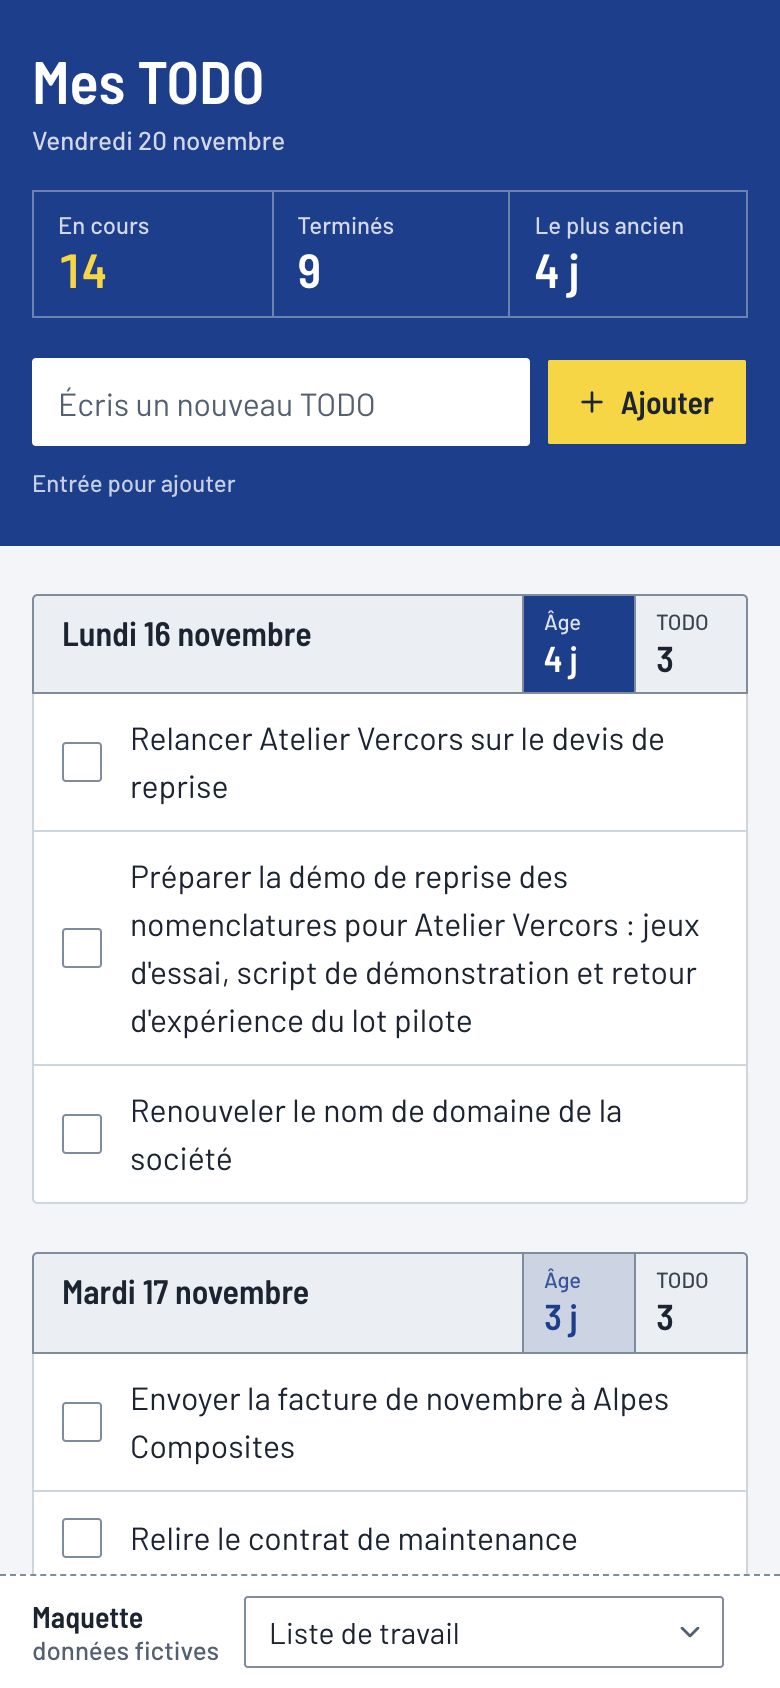 Mes TODO
Vendredi 20 novembre
En cours
14
Terminés
9
Le plus ancien
4 j
Écris un nouveau TODO
+ Ajouter
Entrée pour ajouter
Lundi 16 novembre
Âge
4 j
TODO
3
Relancer Atelier Vercors sur le devis de
reprise
Préparer la démo de reprise des
nomenclatures pour Atelier Vercors : jeux
d'essai, script de démonstration et retour
d'expérience du lot pilote
Renouveler le nom de domaine de la
société
Mardi 17 novembre
Âge
3 j
TODO
3
Envoyer la facture de novembre à Alpes
Composites
Relire le contrat de maintenance
Maquette
données fictives
Liste de travail